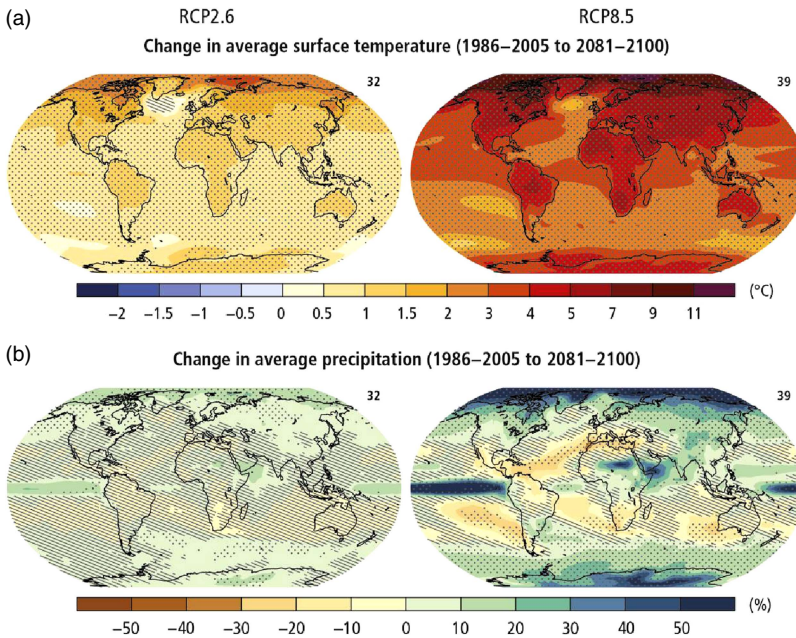 (a)
RCP2.6 RCP8.5
Change in average surface temperature (1986–2005 to 2081–2100)
32 39
−2 −1.5 −1 −0.5 0 0.5 1 1.5 2 3 4 5 7 9 11 (°C)
(b)
Change in average precipitation (1986–2005 to 2081–2100)
32 39
−50 −40 −30 −20 −10 0 10 20 30 40 50 (%)